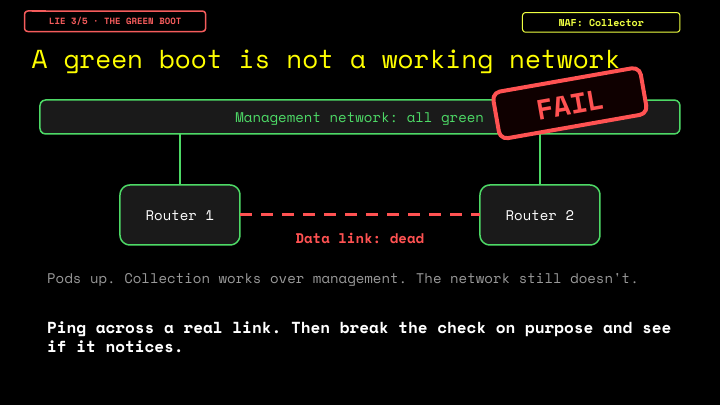 LIE 3/5 · THE GREEN BOOT
NAF: Collector
A green boot is not a working network
FAIL
Management network: all green
Router 1
Router 2
Data link: dead
Pods up. Collection works over management. The network still doesn't.
Ping across a real link. Then break the check on purpose and see
if it notices.